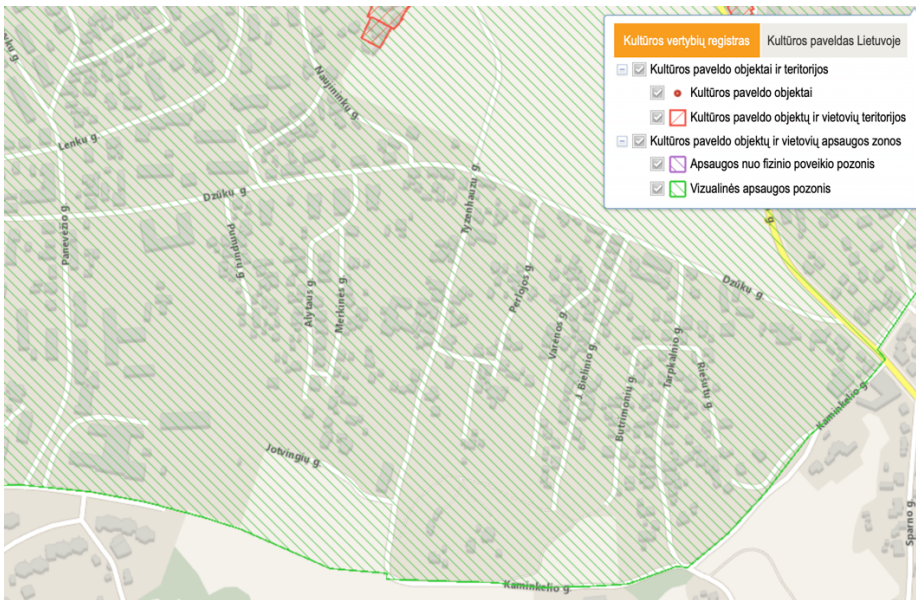 Kultūros vertybių registras
Kultūros paveldas Lietuvoje
Kultūros paveldo objektai ir teritorijos
Kultūros paveldo objektai
Kultūros paveldo objektų ir vietovių teritorijos
Kultūros paveldo objektų ir vietovių apsaugos zonos
Apsaugos nuo fizinio poveikio pozonis
Vizualinės apsaugos pozonis
Naujininkų g.
Lenkų g.
Dzūkų g.
Panevėžio g.
Pumpurų g.
Alytaus g.
Merkinės g.
Tyzenhauzų g.
Perlojos g.
Varėnos g.
J. Bielinio g.
Butrimonių g.
Tarpkalnio g.
Riešutų g.
Dzūkų g.
Kaminkelio g.
Jotvingių g.
Kaminkelio g.
Sparno g.